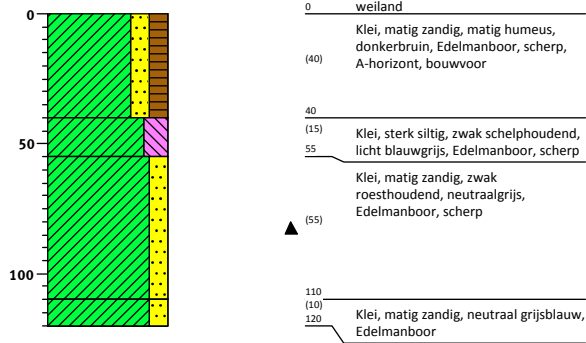 0
50
100
0
weiland
Klei, matig zandig, matig humeus,
donkerbruin, Edelmanboor, scherp,
(40)
A-horizont, bouwvoor
40
(15)
Klei, sterk siltig, zwak schelphoudend,
55
licht blauwgrijs, Edelmanboor, scherp
Klei, matig zandig, zwak
roesthoudend, neutraalgrijs,
(55)
Edelmanboor, scherp
110
(10)
Klei, matig zandig, neutraal grijsblauw,
120
Edelmanboor